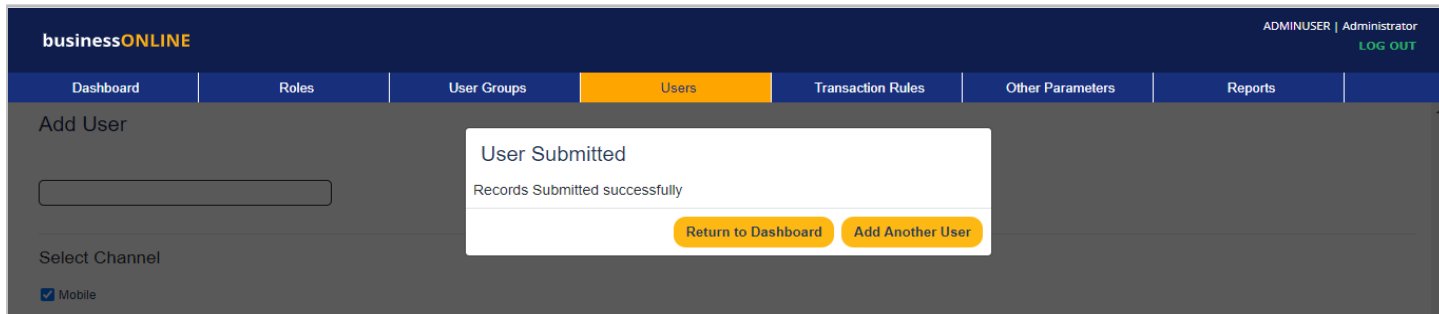 ADMINUSER | Administrator
businessONLINE
LOG OUT
Dashboard Roles User Groups Users Transaction Rules Other Parameters Reports
Add User
User Submitted
Records Submitted successfully
Return to Dashboard Add Another User
Select Channel
Mobile